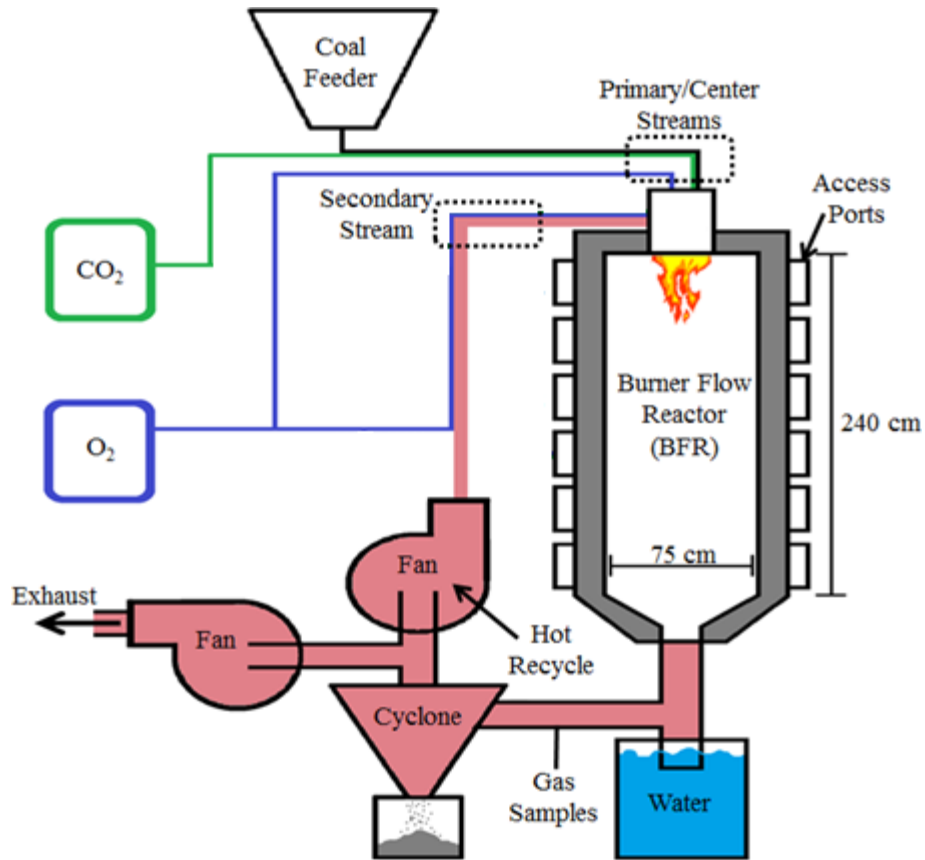 Coal
Feeder
Primary/Center
Streams
Access
Ports
Secondary
Stream
CO₂
Burner Flow
Reactor
(BFR)
240 cm
O₂
75 cm
Fan
Exhaust
Fan
Hot
Recycle
Cyclone
Gas
Samples
Water